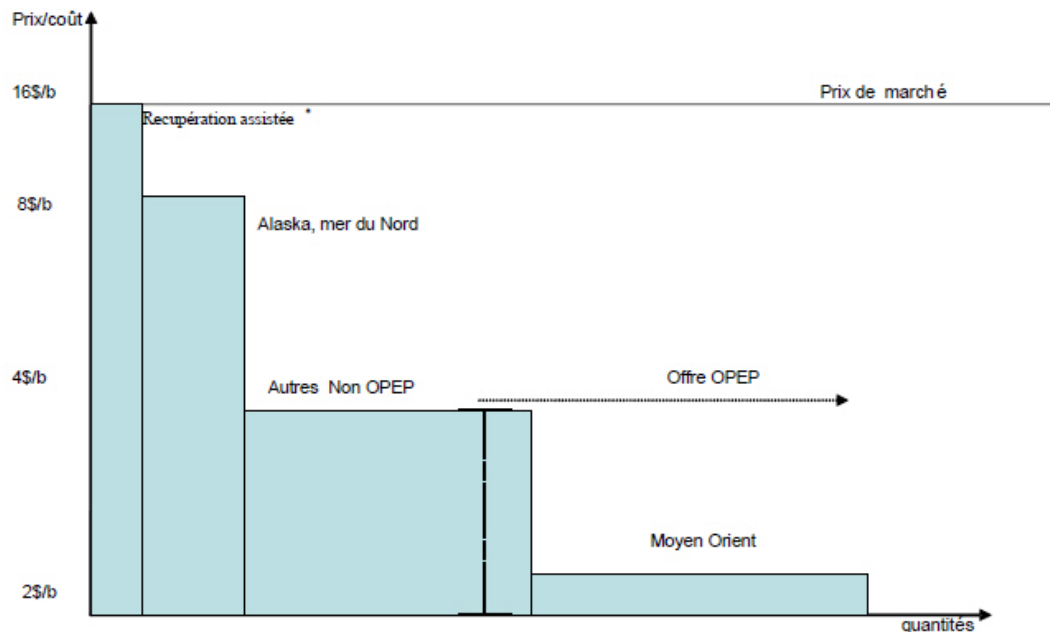 Prix/coût
16$/b
Prix de marché
Recupération assistée *
8$/b
Alaska, mer du Nord
4$/b
Offre OPEP
Autres Non OPEP
Moyen Orient
2$/b
quantités